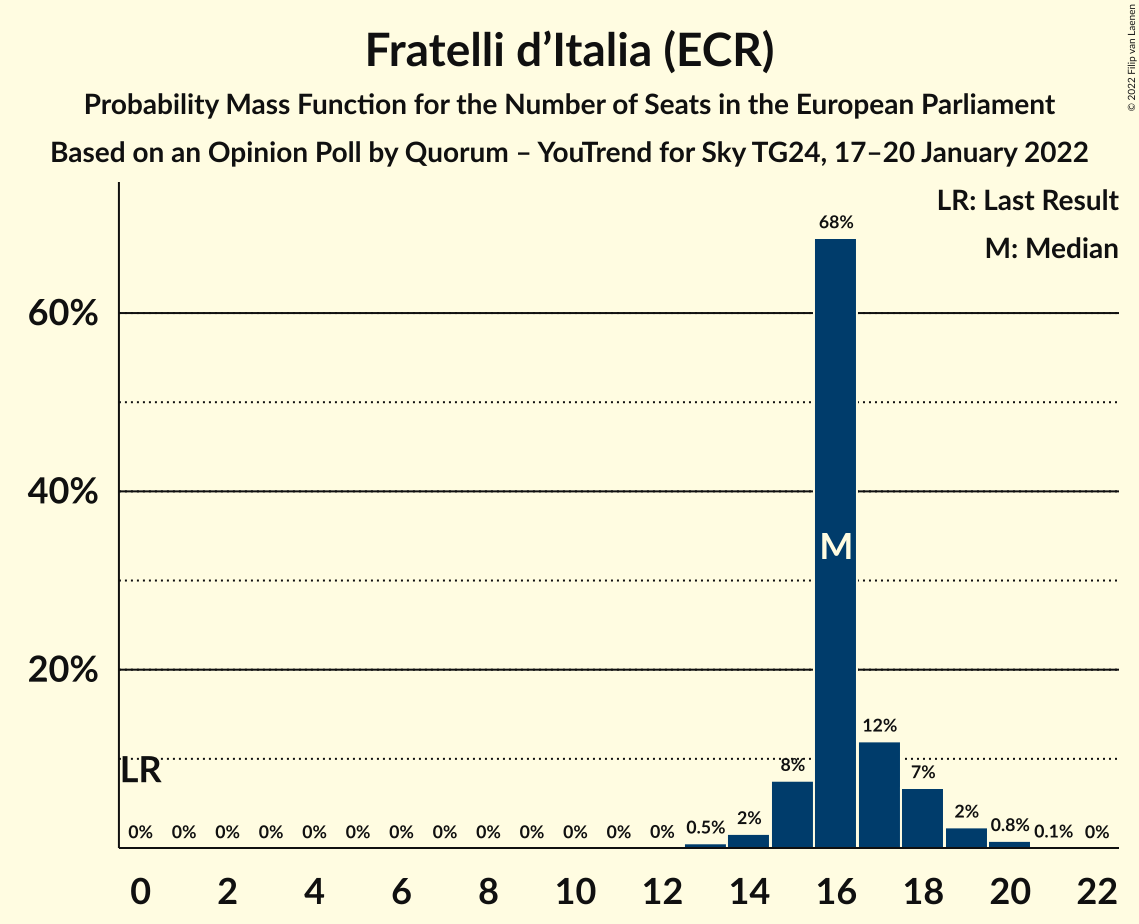 Fratelli d’Italia (ECR)
Probability Mass Function for the Number of Seats in the European Parliament
Based on an Opinion Poll by Quorum – YouTrend for Sky TG24, 17–20 January 2022
© 2022 Filip van Laenen
LR: Last Result
M: Median
68%
60%
40%
M
20%
12%
LR
8%
7%
0% 0% 0% 0% 0% 0% 0% 0% 0% 0% 0% 0% 0% 0.5% 2% 2% 0.8% 0.1% 0%
0 2 4 6 8 10 12 14 16 18 20 22